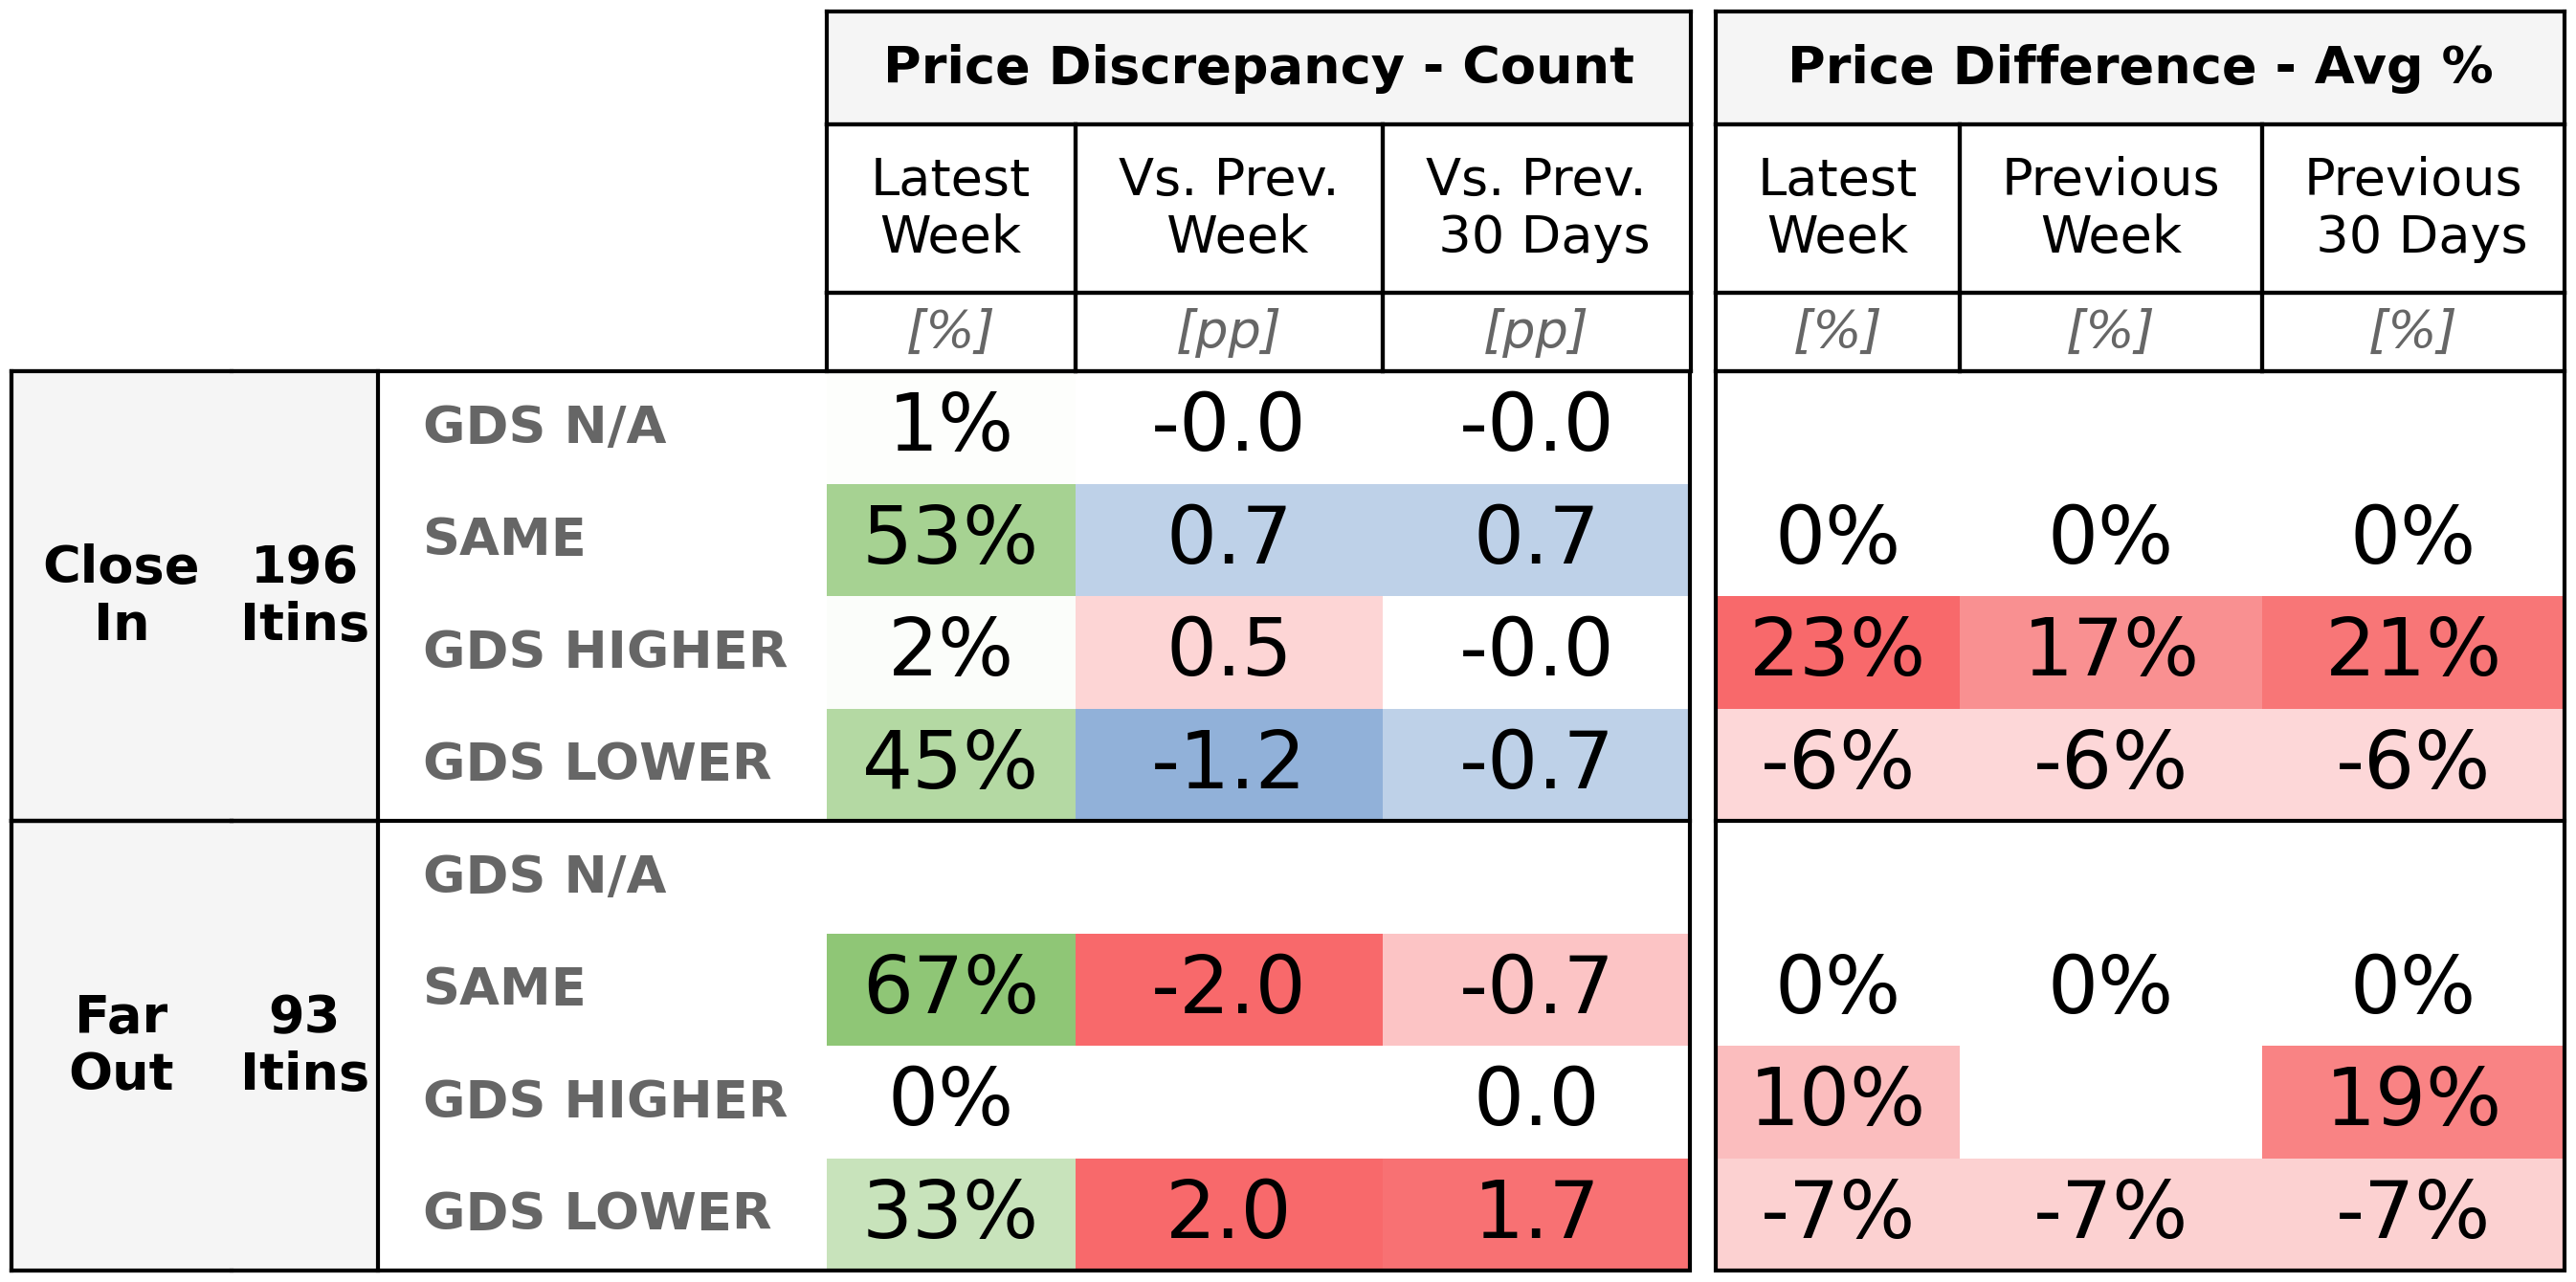 Price Discrepancy - Count Price Difference - Avg %
Latest Week Vs. Prev. Week Vs. Prev. 30 Days Latest Week Previous Week Previous 30 Days
[%] [pp] [pp] [%] [%] [%]
Close In 196 Itins
GDS N/A 1% -0.0 -0.0
SAME 53% 0.7 0.7 0% 0% 0%
GDS HIGHER 2% 0.5 -0.0 23% 17% 21%
GDS LOWER 45% -1.2 -0.7 -6% -6% -6%
Far Out 93 Itins
GDS N/A
SAME 67% -2.0 -0.7 0% 0% 0%
GDS HIGHER 0% 0.0 10% 19%
GDS LOWER 33% 2.0 1.7 -7% -7% -7%